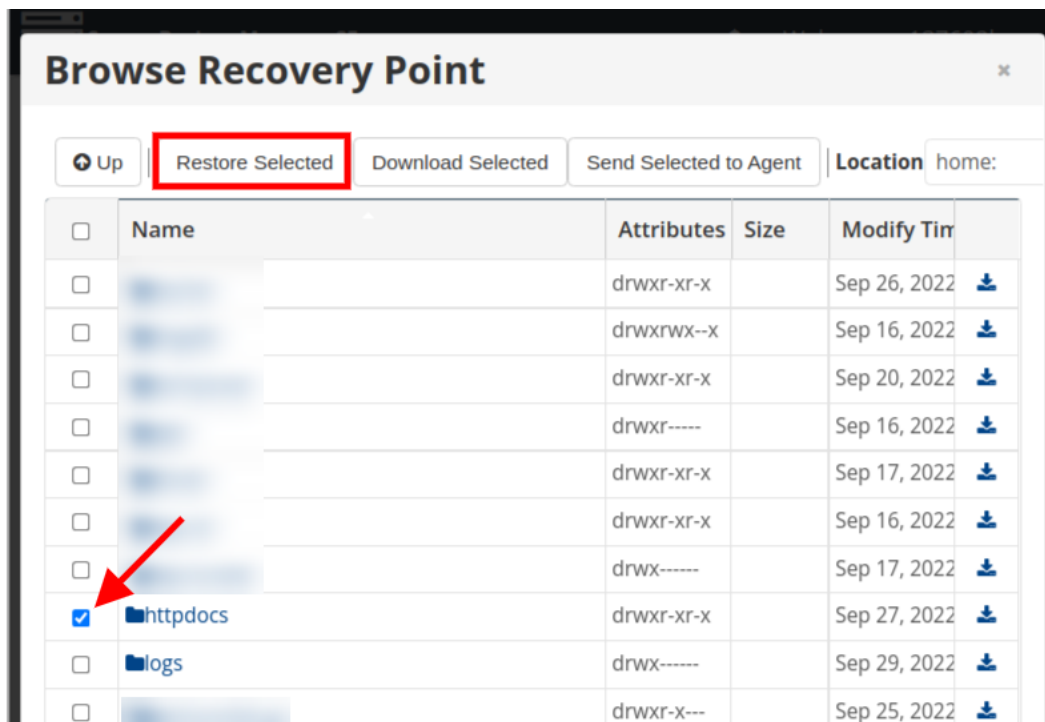 Browse Recovery Point ×
Up | Restore Selected Download Selected Send Selected to Agent | Location home:
Name Attributes Size Modify Tim
drwxr-xr-x Sep 26, 2022
drwxrwx--x Sep 16, 2022
drwxr-xr-x Sep 20, 2022
drwxr----- Sep 16, 2022
drwxr-xr-x Sep 17, 2022
drwxr-xr-x Sep 16, 2022
drwx------ Sep 17, 2022
httpdocs drwxr-xr-x Sep 27, 2022
logs drwx------ Sep 29, 2022
drwxr-x--- Sep 25, 2022